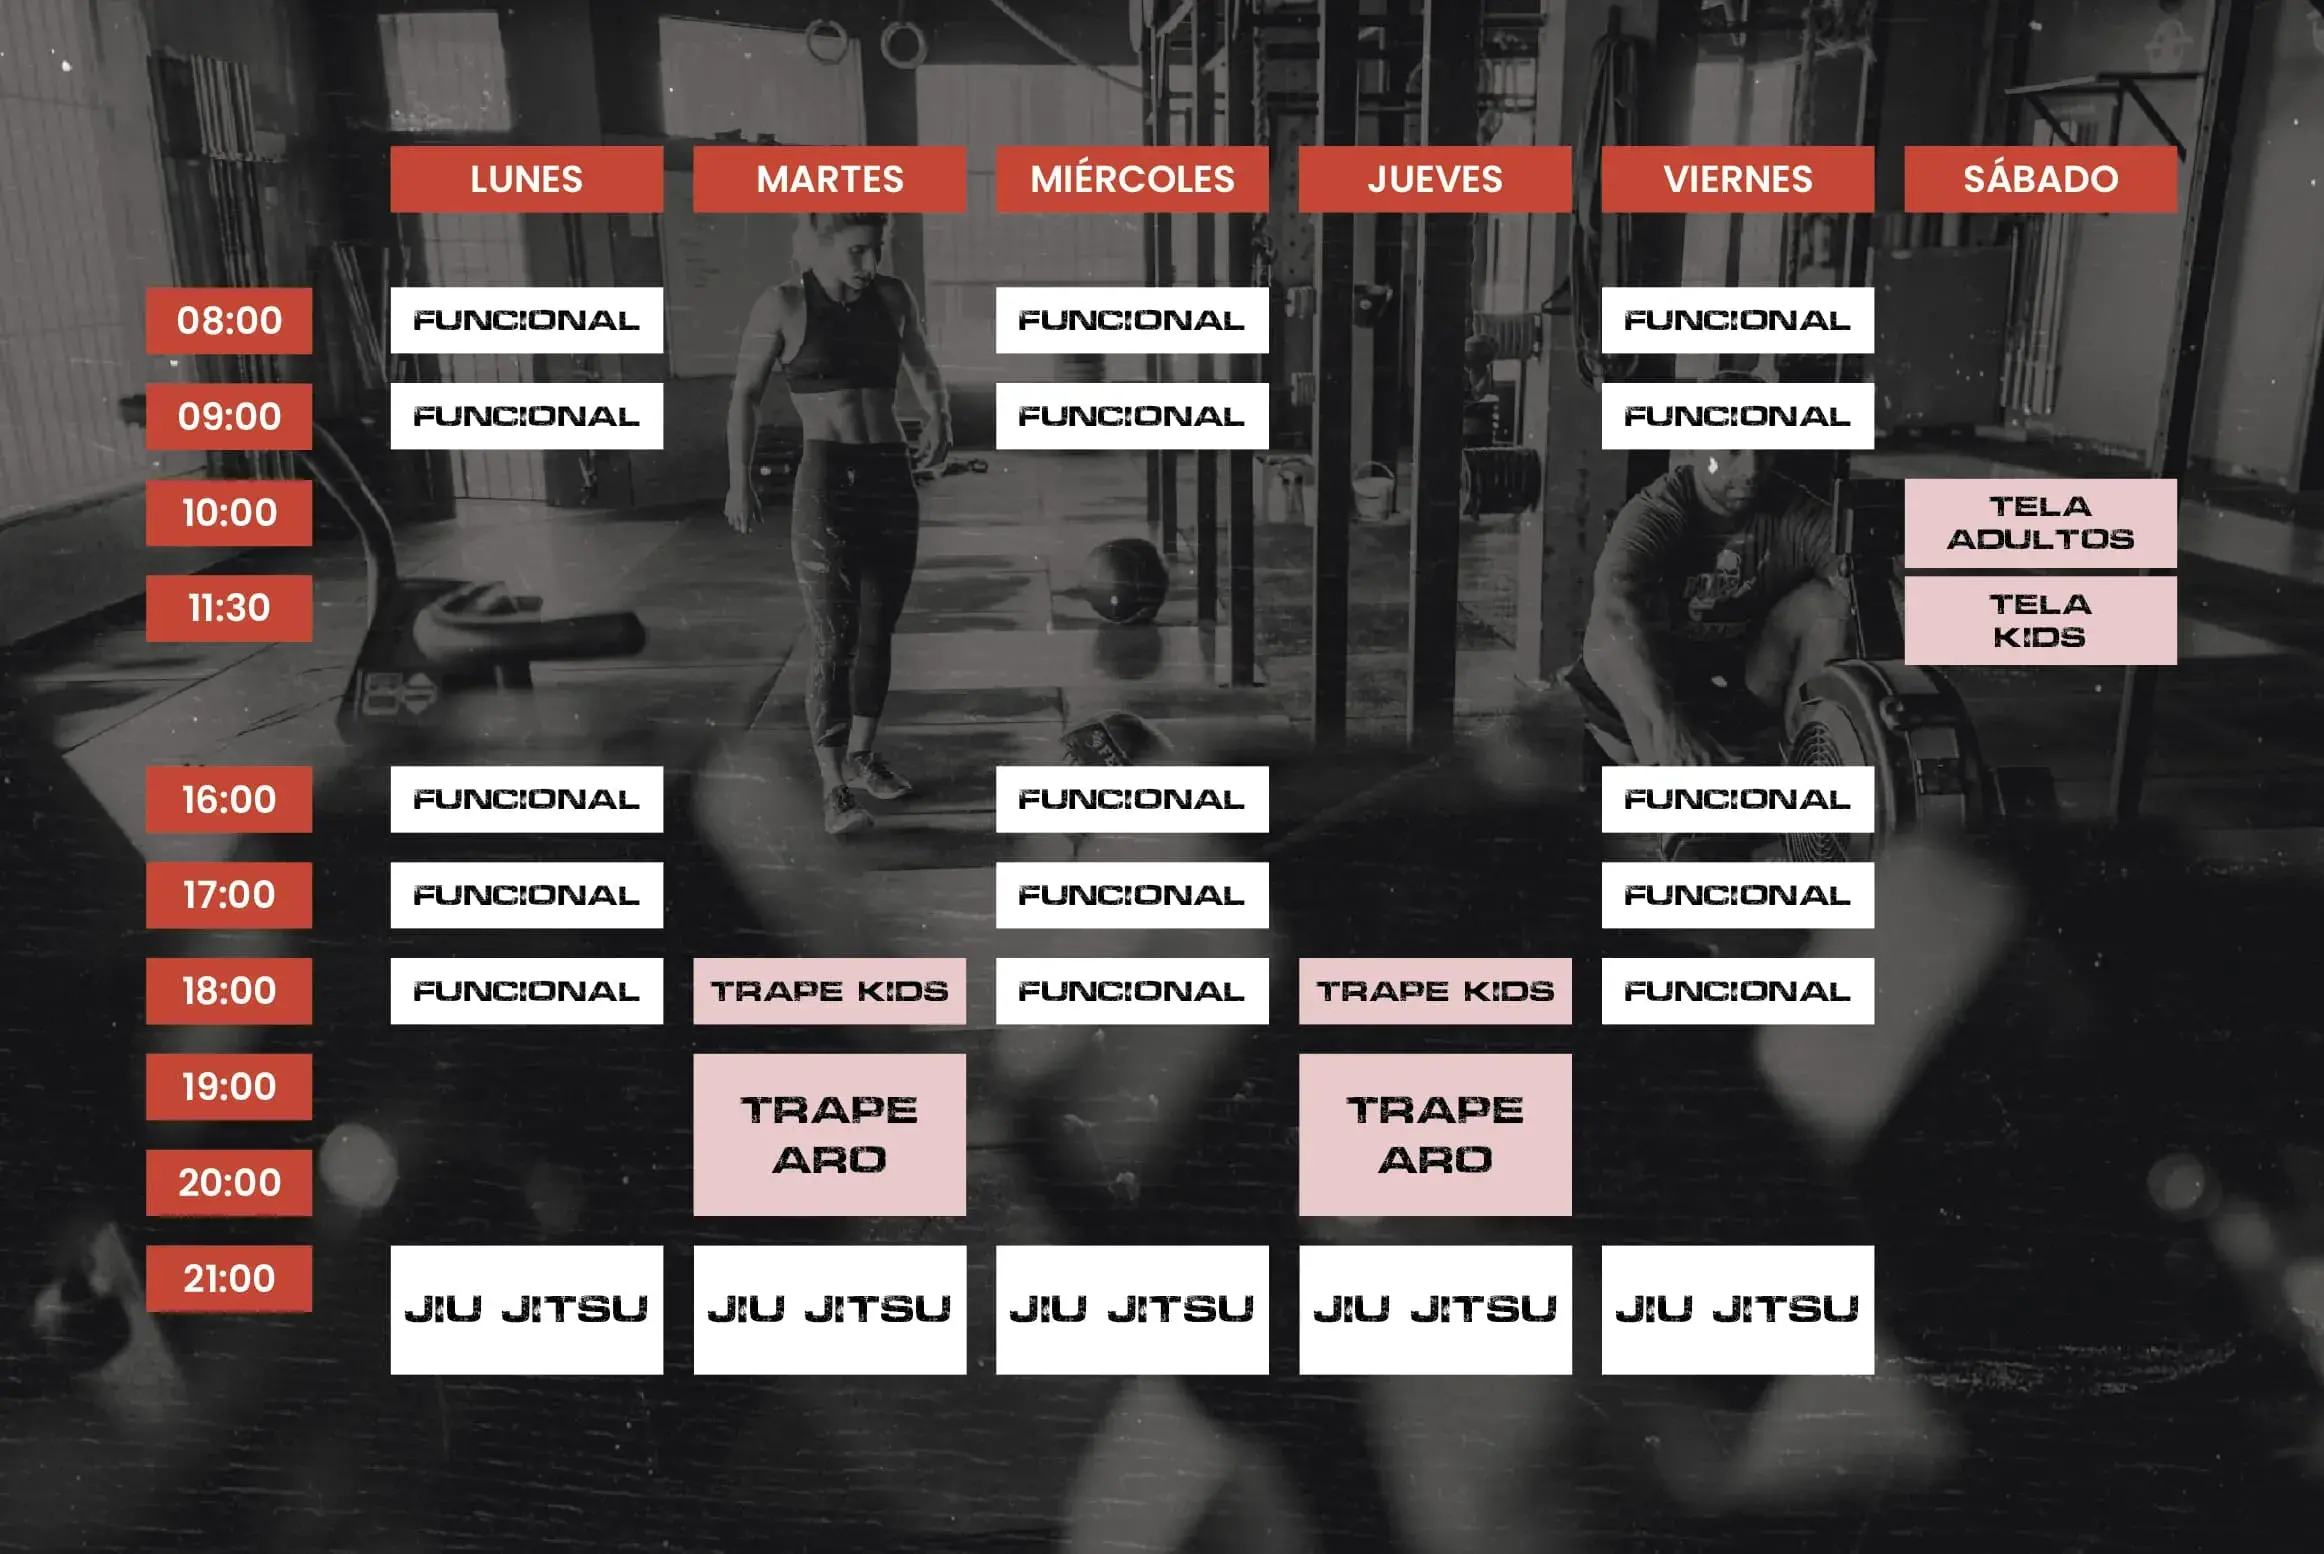 LUNES MARTES MIÉRCOLES JUEVES VIERNES SÁBADO
08:00 FUNCIONAL FUNCIONAL FUNCIONAL
09:00 FUNCIONAL FUNCIONAL FUNCIONAL
10:00 TELA
ADULTOS
11:30 TELA
KIDS
16:00 FUNCIONAL FUNCIONAL FUNCIONAL
17:00 FUNCIONAL FUNCIONAL FUNCIONAL
18:00 FUNCIONAL TRAPE KIDS FUNCIONAL TRAPE KIDS FUNCIONAL
19:00 TRAPE TRAPE
ARO ARO
20:00
21:00 JIU JITSU JIU JITSU JIU JITSU JIU JITSU JIU JITSU